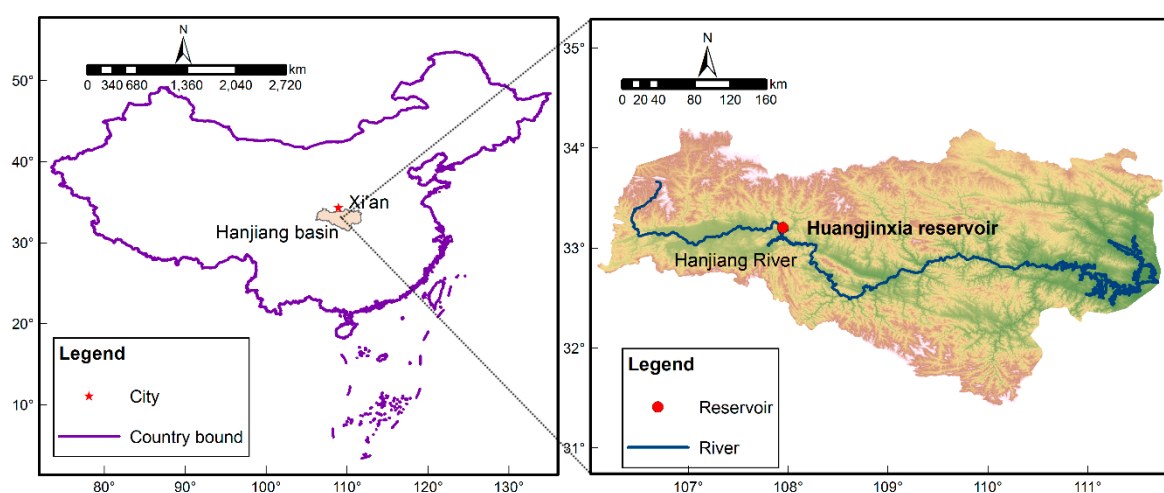 N
km
0 340 680 1,360 2,040 2,720
50°
40°
30°
20°
10°
Xi'an
Hanjiang basin
Legend
City
Country bound
80° 90° 100° 110° 120° 130°
35°
34°
33°
32°
31°
N
km
0 20 40 80 120 160
Huangjinxia reservoir
Hanjiang River
Legend
Reservoir
River
107° 108° 109° 110° 111°